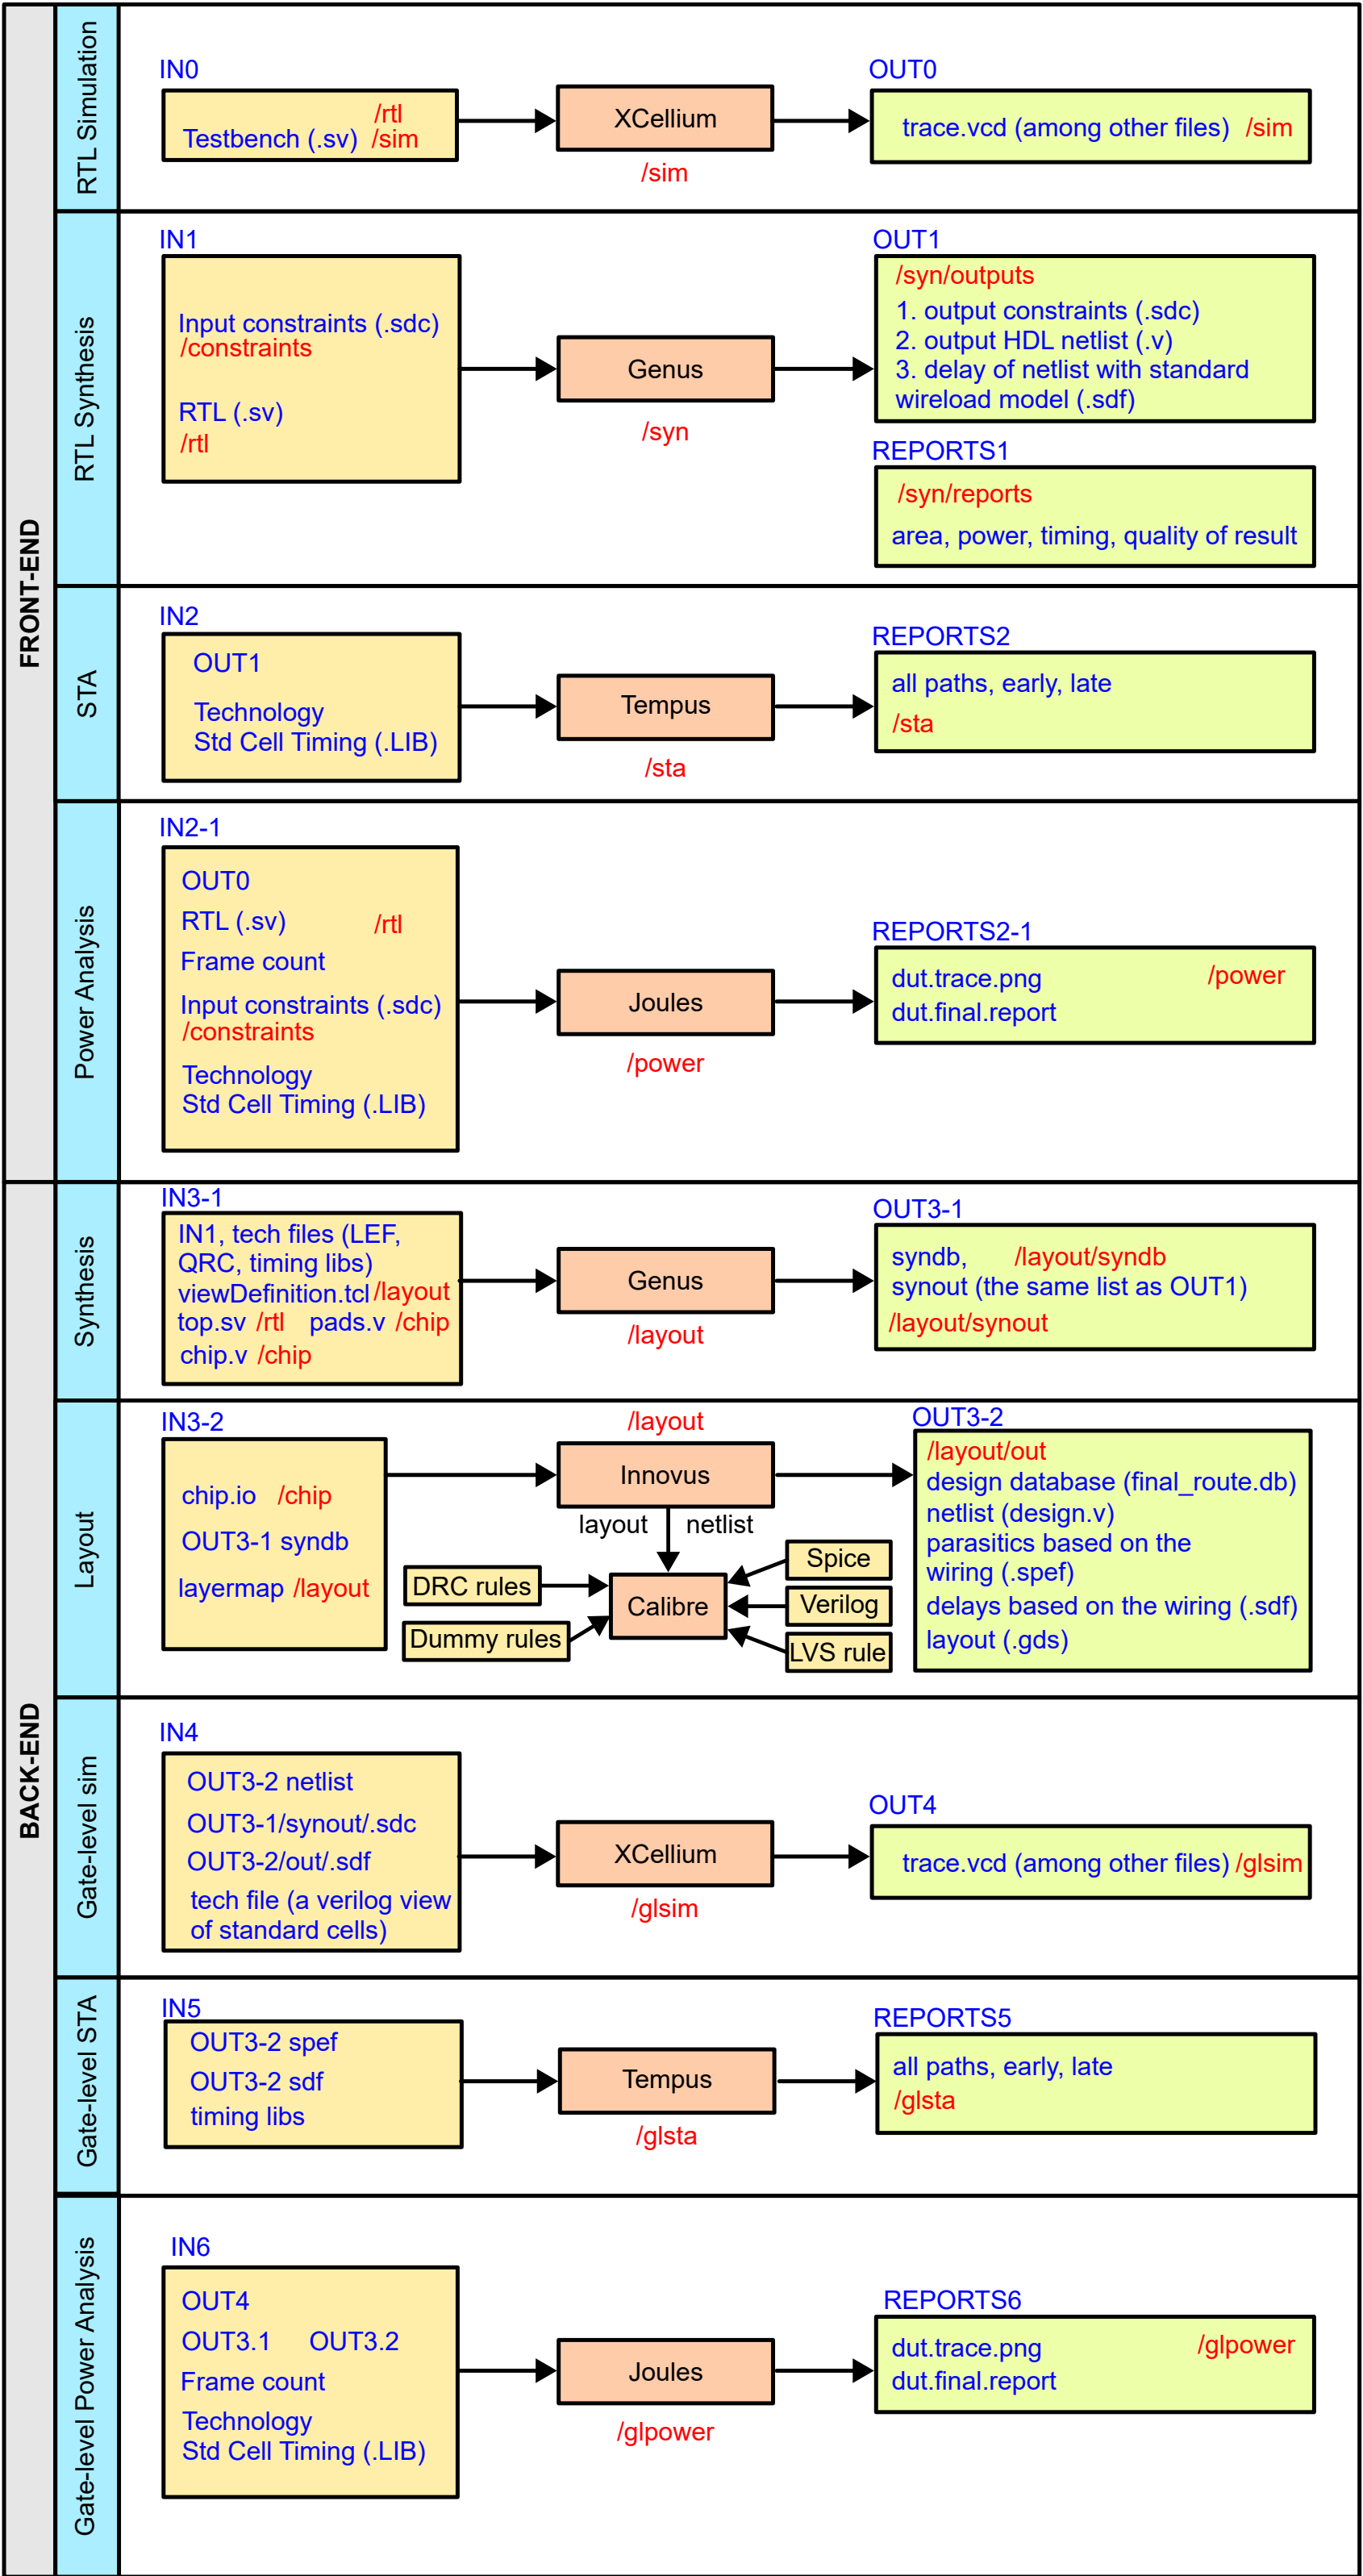 FRONT-END
RTL Simulation
IN0
/rtl
Testbench (.sv) /sim
XCellium
/sim
OUT0
trace.vcd (among other files) /sim
RTL Synthesis
IN1
Input constraints (.sdc)
/constraints
RTL (.sv)
/rtl
Genus
/syn
OUT1
/syn/outputs
1. output constraints (.sdc)
2. output HDL netlist (.v)
3. delay of netlist with standard
wireload model (.sdf)
REPORTS1
/syn/reports
area, power, timing, quality of result
STA
IN2
OUT1
Technology
Std Cell Timing (.LIB)
Tempus
/sta
REPORTS2
all paths, early, late
/sta
Power Analysis
IN2-1
OUT0
RTL (.sv) /rtl
Frame count
Input constraints (.sdc)
/constraints
Technology
Std Cell Timing (.LIB)
Joules
/power
REPORTS2-1
dut.trace.png /power
dut.final.report
BACK-END
Synthesis
IN3-1
IN1, tech files (LEF,
QRC, timing libs)
viewDefinition.tcl /layout
top.sv /rtl pads.v /chip
chip.v /chip
Genus
/layout
OUT3-1
syndb, /layout/syndb
synout (the same list as OUT1)
/layout/synout
Layout
IN3-2
chip.io /chip
OUT3-1 syndb
layermap /layout
/layout
Innovus
layout netlist
DRC rules
Dummy rules
Calibre
Spice
Verilog
LVS rule
OUT3-2
/layout/out
design database (final_route.db)
netlist (design.v)
parasitics based on the
wiring (.spef)
delays based on the wiring (.sdf)
layout (.gds)
Gate-level sim
IN4
OUT3-2 netlist
OUT3-1/synout/.sdc
OUT3-2/out/.sdf
tech file (a verilog view
of standard cells)
XCellium
/glsim
OUT4
trace.vcd (among other files) /glsim
Gate-level STA
IN5
OUT3-2 spef
OUT3-2 sdf
timing libs
Tempus
/glsta
REPORTS5
all paths, early, late
/glsta
Gate-level Power Analysis
IN6
OUT4
OUT3.1 OUT3.2
Frame count
Technology
Std Cell Timing (.LIB)
Joules
/glpower
REPORTS6
dut.trace.png /glpower
dut.final.report